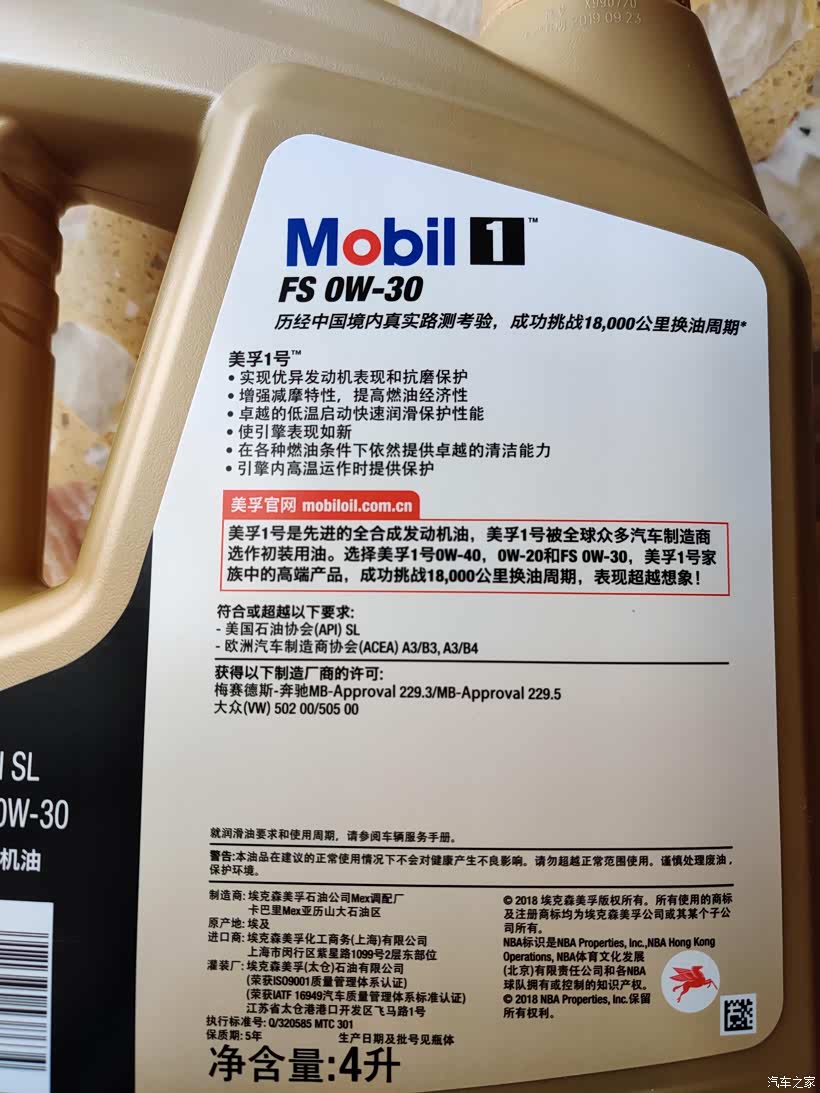 X990770
2019 09 23
Mobil 1™
FS 0W-30
历经中国境内真实路测考验，成功挑战18,000公里换油周期*
美孚1号™
• 实现优异发动机表现和抗磨保护
• 增强减摩特性，提高燃油经济性
• 卓越的低温启动快速润滑保护性能
• 使引擎表现如新
• 在各种燃油条件下依然提供卓越的清洁能力
• 引擎内高温运作时提供保护
美孚官网 mobiloil.com.cn
美孚1号是先进的全合成发动机油，美孚1号被全球众多汽车制造商
选作初装用油。选择美孚1号0W-40，0W-20和FS 0W-30，美孚1号家
族中的高端产品，成功挑战18,000公里换油周期，表现超越想象！
符合或超越以下要求:
- 美国石油协会(API) SL
- 欧洲汽车制造商协会(ACEA) A3/B3, A3/B4
获得以下制造厂商的许可:
梅赛德斯-奔驰MB-Approval 229.3/MB-Approval 229.5
大众(VW) 502 00/505 00
SL
0W-30
机油
就润滑油要求和使用周期，请参阅车辆服务手册。
警告:本油品在建议的正常使用情况下不会对健康产生不良影响。请勿超越正常范围使用。谨慎处理废油，
保护环境。
制造商: 埃克森美孚石油公司Mex调配厂
卡巴里Mex亚历山大石油区
原产地: 埃及
进口商: 埃克森美孚化工商务(上海)有限公司
上海市闵行区紫星路1099号2层东部位
灌装厂: 埃克森美孚(太仓)石油有限公司
(荣获ISO9001质量管理体系认证)
(荣获IATF 16949汽车质量管理体系标准认证)
江苏省太仓港港口开发区飞马路1号
执行标准号: Q/320585 MTC 301
保质期: 5年
生产日期及批号见瓶体
净含量:4升
© 2018 埃克森美孚版权所有。所有使用的商标
及注册商标均为埃克森美孚公司或其某个子公
司所有。
NBA标识是NBA Properties, Inc.,NBA Hong Kong
Operations, NBA体育文化发展
(北京)有限责任公司和各NBA
球队拥有或控制的知识产权。
© 2018 NBA Properties, Inc.保留
所有权利。
汽车之家